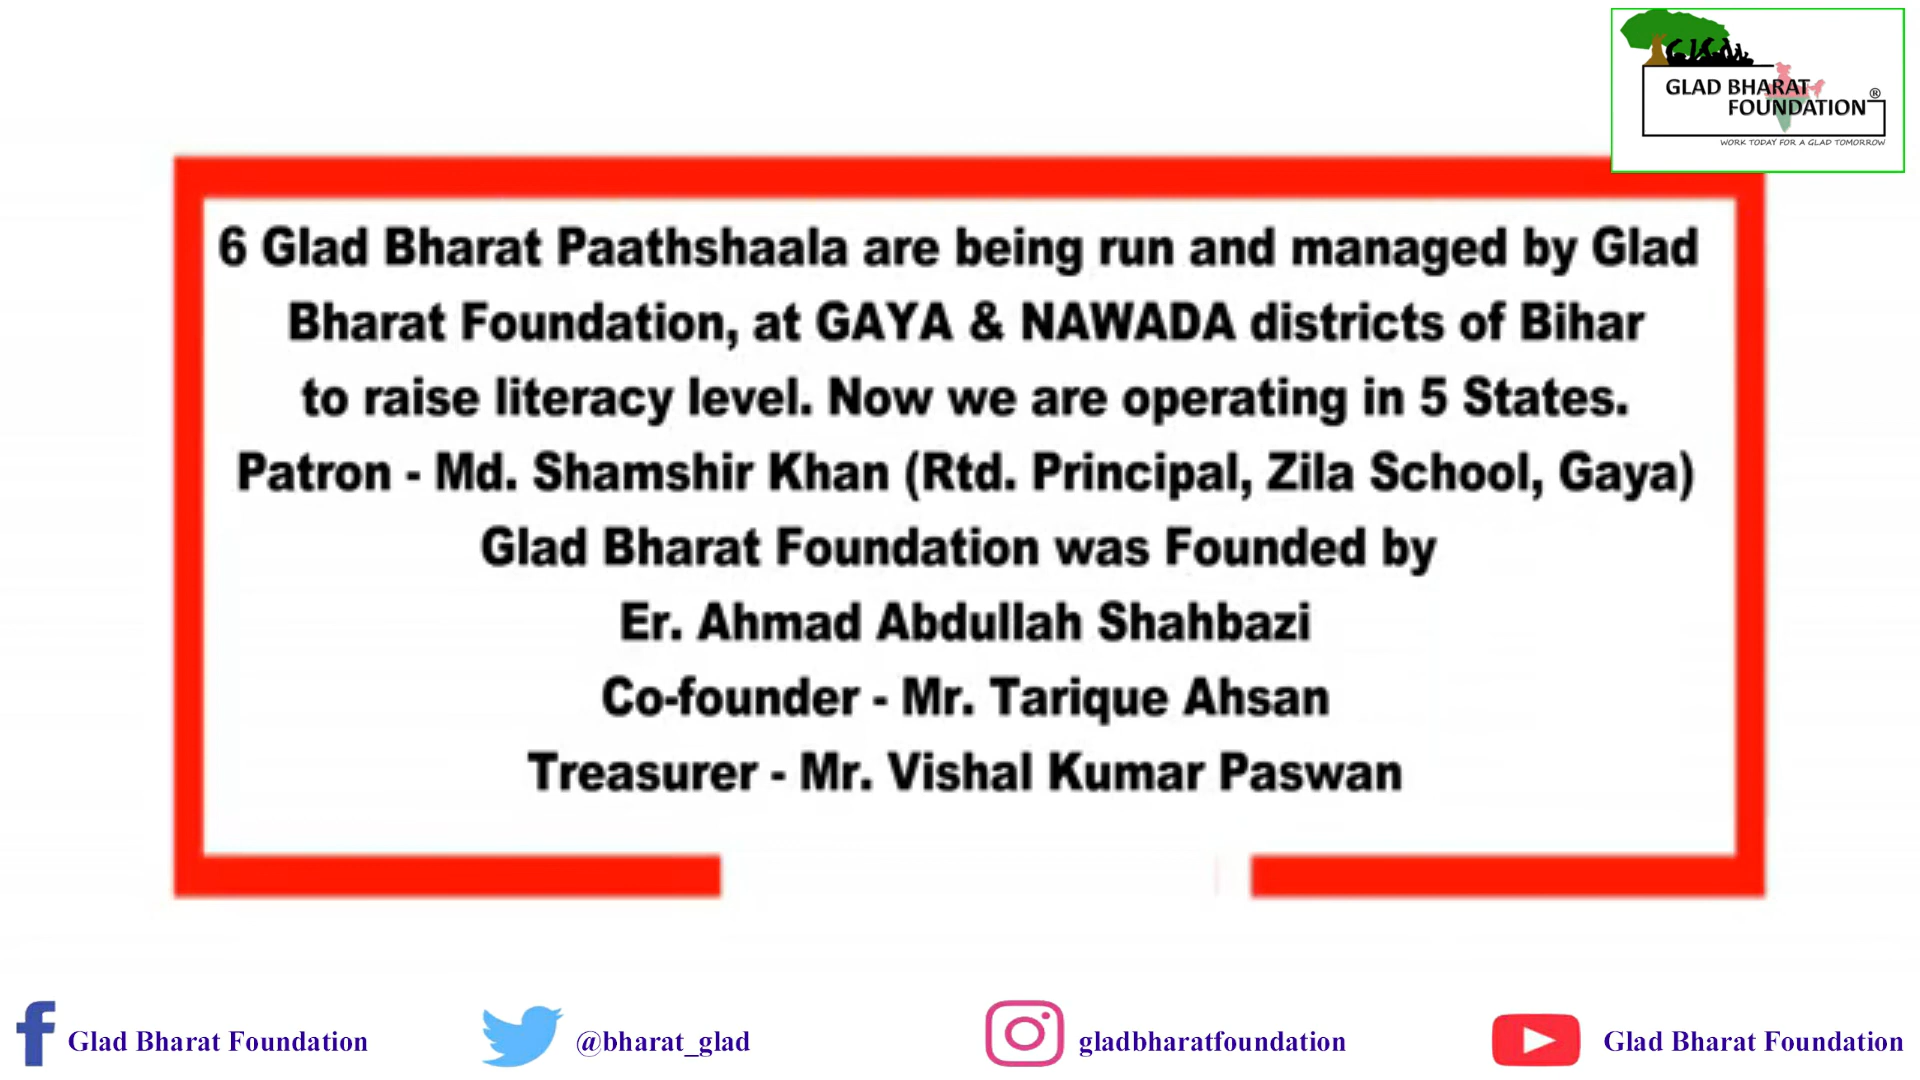 GLAD BHARAT
FOUNDATION®
WORK TODAY FOR A GLAD TOMORROW
6 Glad Bharat Paathshaala are being run and managed by Glad
Bharat Foundation, at GAYA & NAWADA districts of Bihar
to raise literacy level. Now we are operating in 5 States.
Patron - Md. Shamshir Khan (Rtd. Principal, Zila School, Gaya)
Glad Bharat Foundation was Founded by
Er. Ahmad Abdullah Shahbazi
Co-founder - Mr. Tarique Ahsan
Treasurer - Mr. Vishal Kumar Paswan
Glad Bharat Foundation
@bharat_glad
gladbharatfoundation
Glad Bharat Foundation